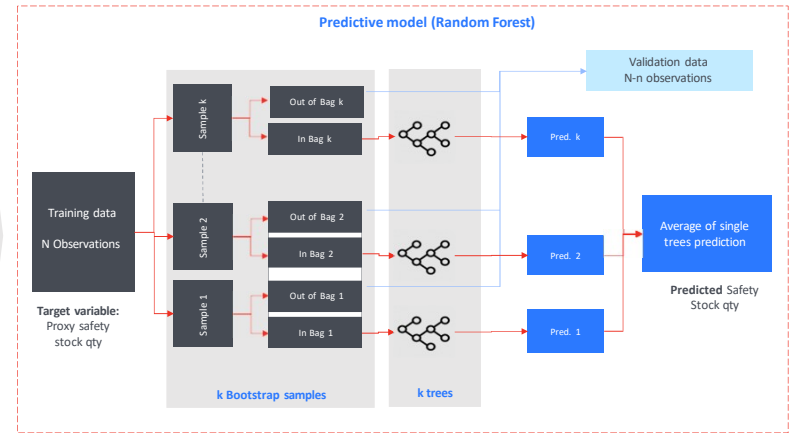 Predictive model (Random Forest)
Validation data
N-n observations
Sample k
Out of Bag k
In Bag k
Pred. k
Training data
N Observations
Sample 2
Out of Bag 2
In Bag 2
Pred. 2
Average of single
trees prediction
Predicted Safety
Stock qty
Target variable:
Proxy safety
stock qty
Sample 1
Out of Bag 1
In Bag 1
Pred. 1
k Bootstrap samples
k trees